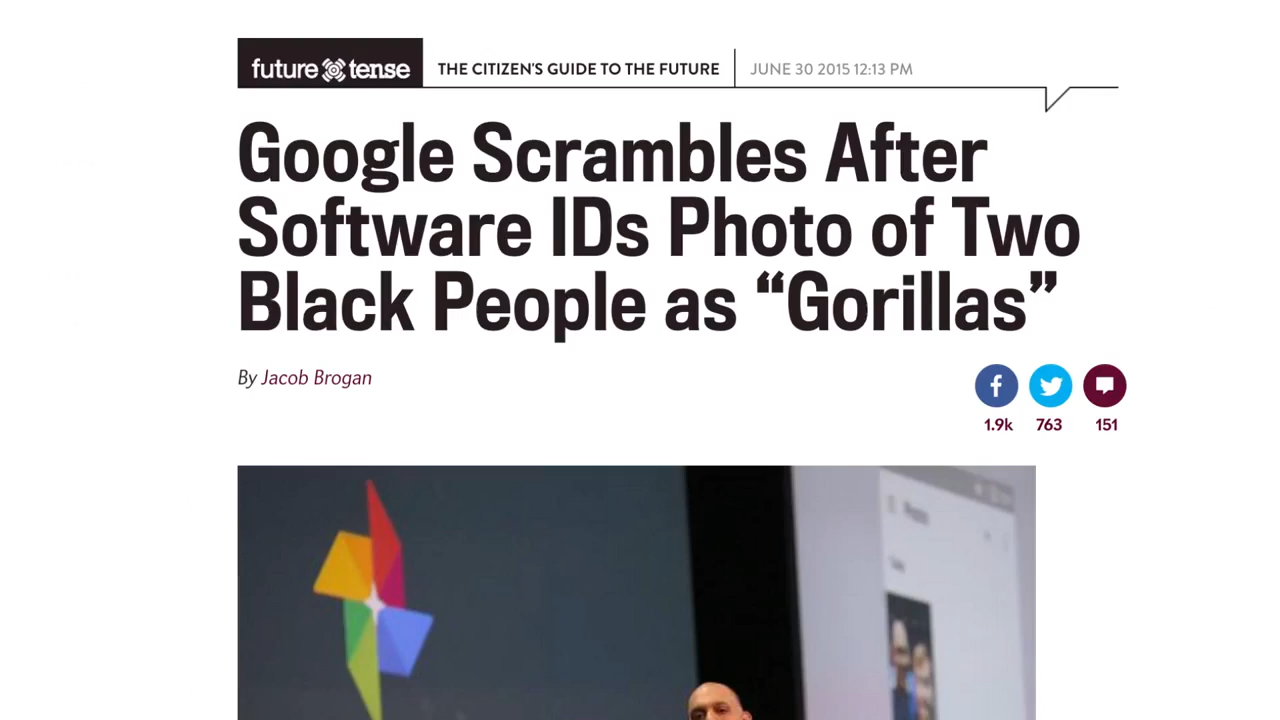 future tense THE CITIZEN'S GUIDE TO THE FUTURE JUNE 30 2015 12:13 PM
Google Scrambles After
Software IDs Photo of Two
Black People as “Gorillas”
By Jacob Brogan
1.9k 763 151